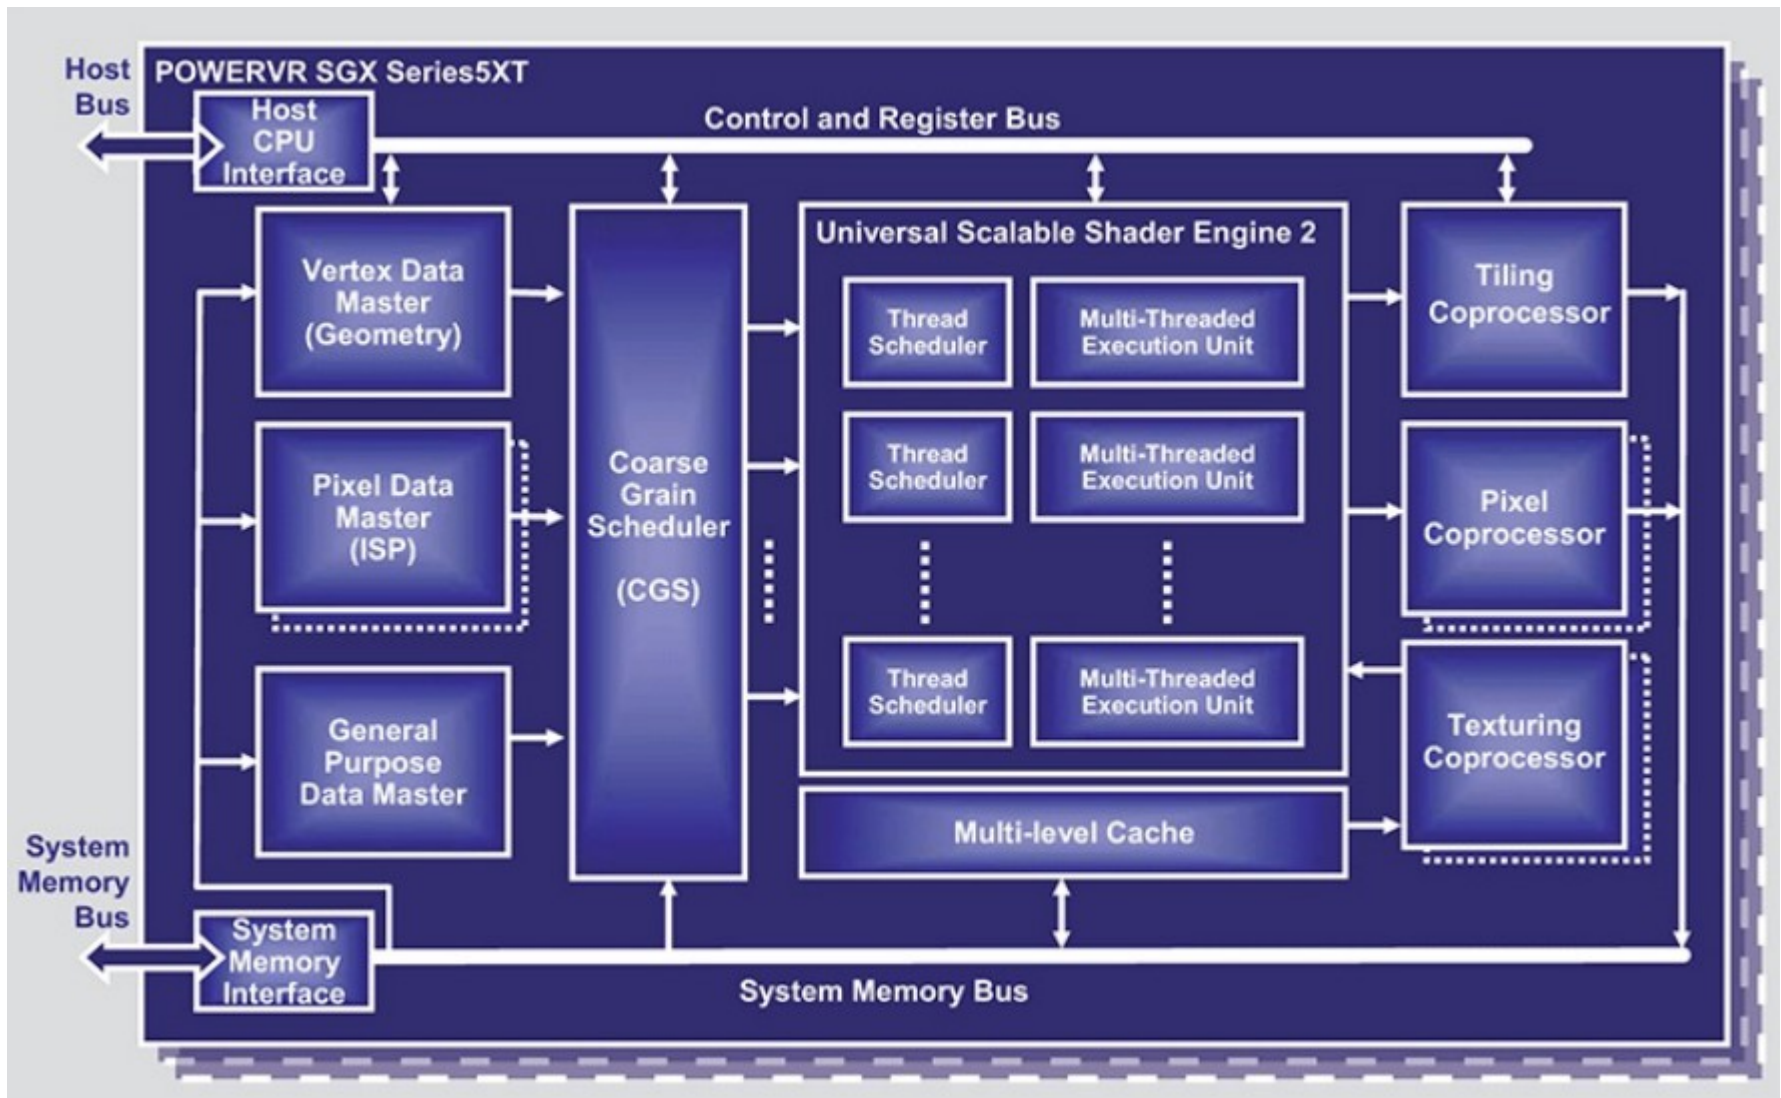 Host
Bus
POWERVR SGX Series5XT
Host
CPU
Interface
Control and Register Bus
Vertex Data
Master
(Geometry)
Pixel Data
Master
(ISP)
General
Purpose
Data Master
Coarse
Grain
Scheduler
(CGS)
Universal Scalable Shader Engine 2
Thread
Scheduler
Multi-Threaded
Execution Unit
Thread
Scheduler
Multi-Threaded
Execution Unit
Thread
Scheduler
Multi-Threaded
Execution Unit
Multi-level Cache
Tiling
Coprocessor
Pixel
Coprocessor
Texturing
Coprocessor
System
Memory
Bus
System
Memory
Interface
System Memory Bus